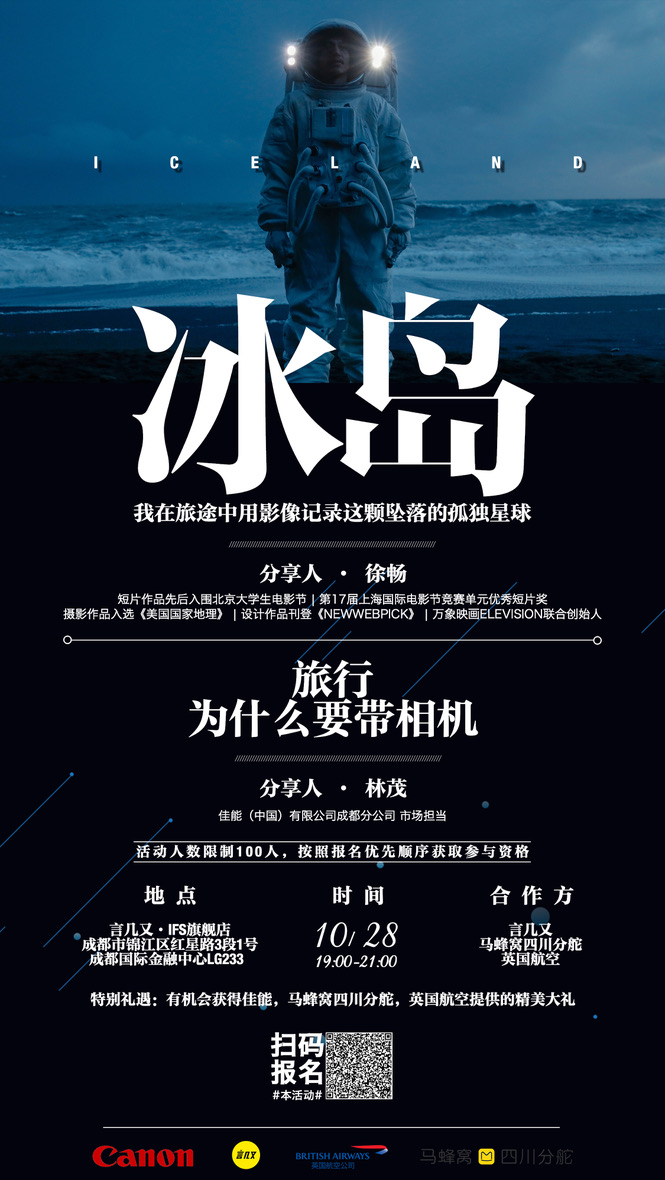 ICELAND
冰岛
我在旅途中用影像记录这颗坠落的孤独星球
分享人 · 徐畅
短片作品先后入围北京大学生电影节 | 第17届上海国际电影节竞赛单元优秀短片奖
摄影作品入选《美国国家地理》 | 设计作品刊登《NEWWEBPICK》 | 万象映画ELEVISION联合创始人
旅行
为什么要带相机
分享人 · 林茂
佳能（中国）有限公司成都分公司 市场担当
活动人数限制100人，按照报名优先顺序获取参与资格
地点
言几又·IFS旗舰店
成都市锦江区红星路3段1号
成都国际金融中心LG233
时间
10/ 28
19:00-21:00
合作方
言几又
马蜂窝四川分舵
英国航空
特别礼遇：有机会获得佳能，马蜂窝四川分舵，英国航空提供的精美大礼
扫码
报名
#本活动#
Canon
言几又
BRITISH AIRWAYS
英国航空公司
马蜂窝 四川分舵